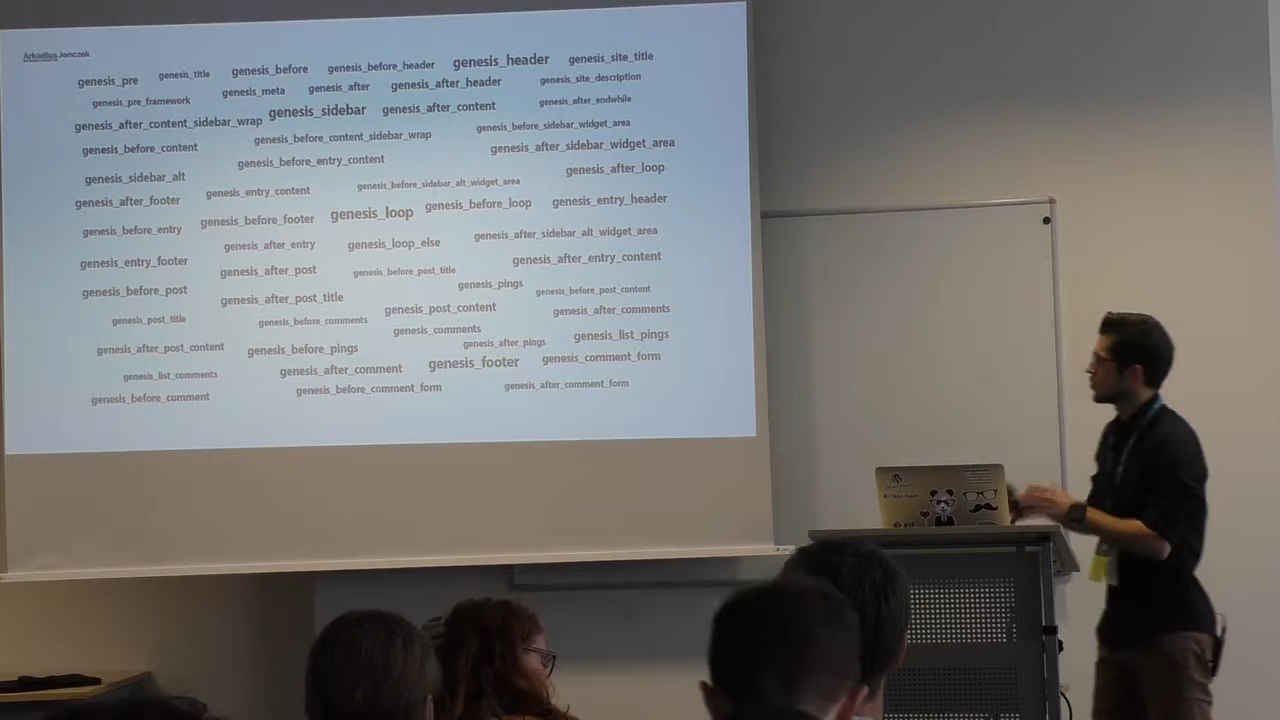 Arkadius Jonczek
genesis_pre genesis_title genesis_before genesis_before_header genesis_header genesis_site_title
genesis_pre_framework genesis_meta genesis_after genesis_after_header genesis_site_description
genesis_after_content_sidebar_wrap genesis_sidebar genesis_after_content genesis_after_endwhile
genesis_before_content genesis_before_content_sidebar_wrap genesis_before_sidebar_widget_area
genesis_before_entry_content genesis_after_sidebar_widget_area
genesis_sidebar_alt genesis_entry_content genesis_before_sidebar_alt_widget_area genesis_after_loop
genesis_after_footer genesis_before_footer genesis_loop genesis_before_loop genesis_entry_header
genesis_before_entry genesis_after_entry genesis_loop_else genesis_after_sidebar_alt_widget_area
genesis_entry_footer genesis_after_post genesis_before_post_title genesis_after_entry_content
genesis_before_post genesis_after_post_title genesis_pings genesis_before_post_content
genesis_post_title genesis_before_comments genesis_post_content genesis_after_comments
genesis_after_post_content genesis_before_pings genesis_comments genesis_after_pings genesis_list_pings
genesis_list_comments genesis_after_comment genesis_footer genesis_comment_form
genesis_before_comment genesis_before_comment_form genesis_after_comment_form